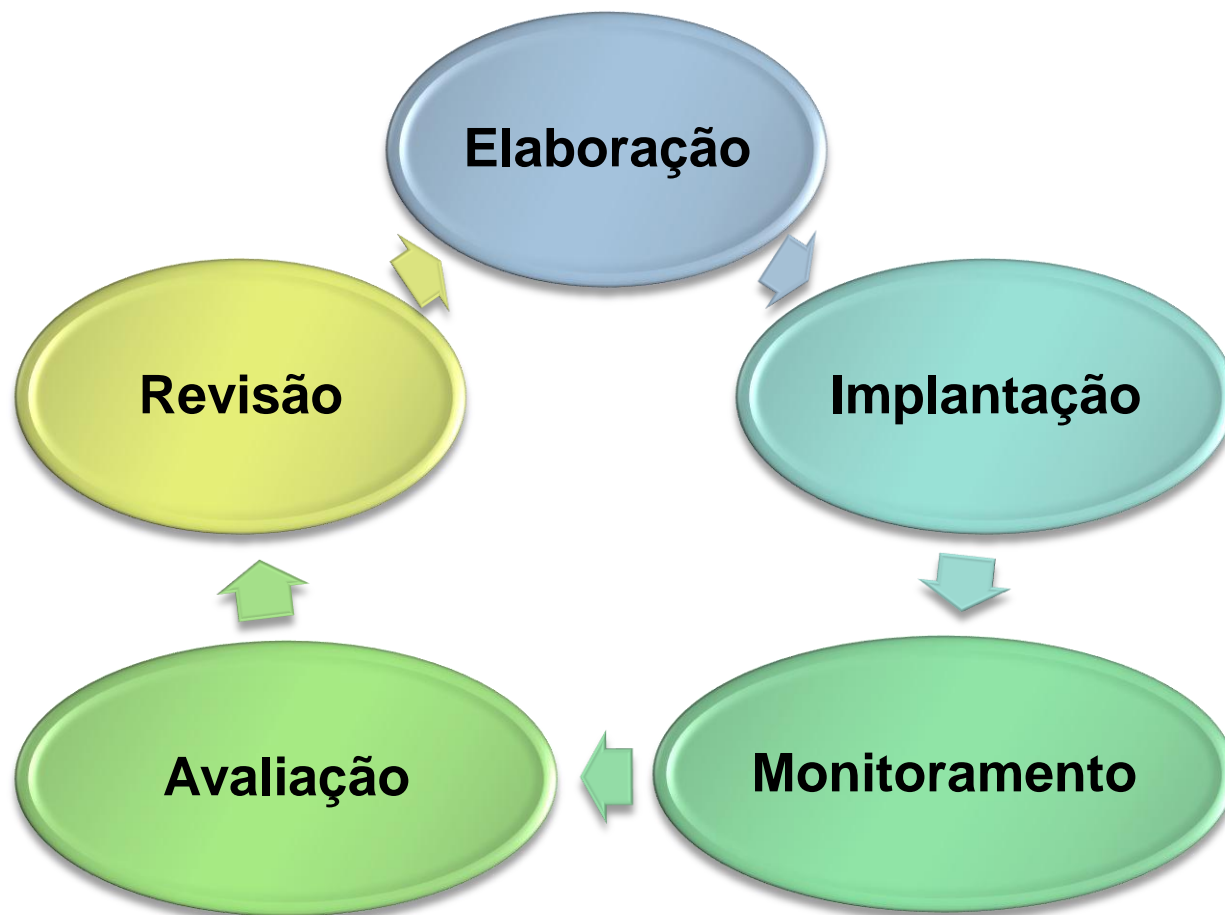 Elaboração
Implantação
Monitoramento
Avaliação
Revisão